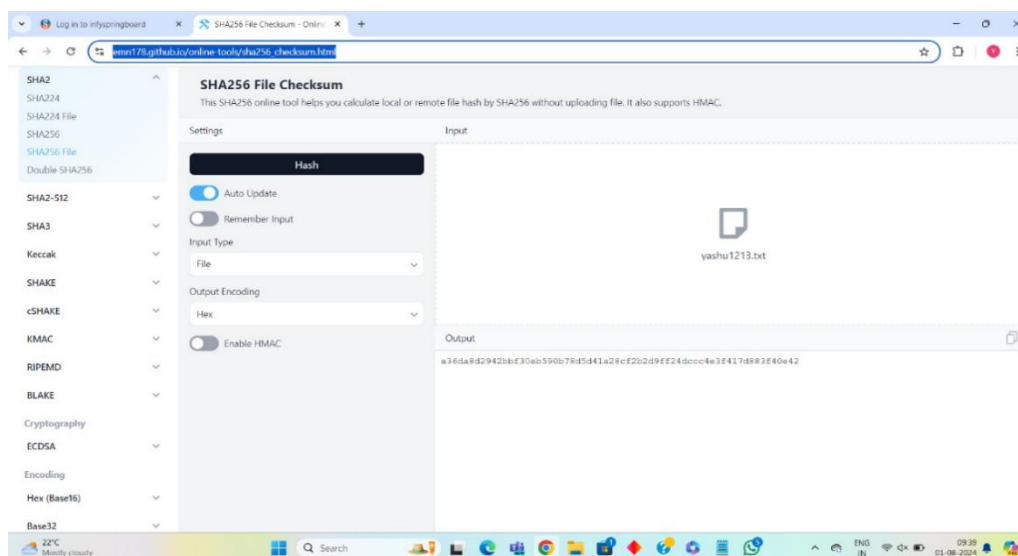 Log in to infyspringboard
SHA256 File Checksum - Online
emn178.github.io/online-tools/sha256_checksum.html
SHA2
SHA224
SHA224 File
SHA256
SHA256 File
Double SHA256
SHA2-512
SHA3
Keccak
SHAKE
cSHAKE
KMAC
RIPEMD
BLAKE
Cryptography
ECDSA
Encoding
Hex (Base16)
Base32
SHA256 File Checksum
This SHA256 online tool helps you calculate local or remote file hash by SHA256 without uploading file. It also supports HMAC.
Settings
Hash
Auto Update
Remember Input
Input Type
File
Output Encoding
Hex
Enable HMAC
Input
yashu1213.txt
Output
22°C
Mostly cloudy
Search
ENG
IN
09:39
01-08-2024